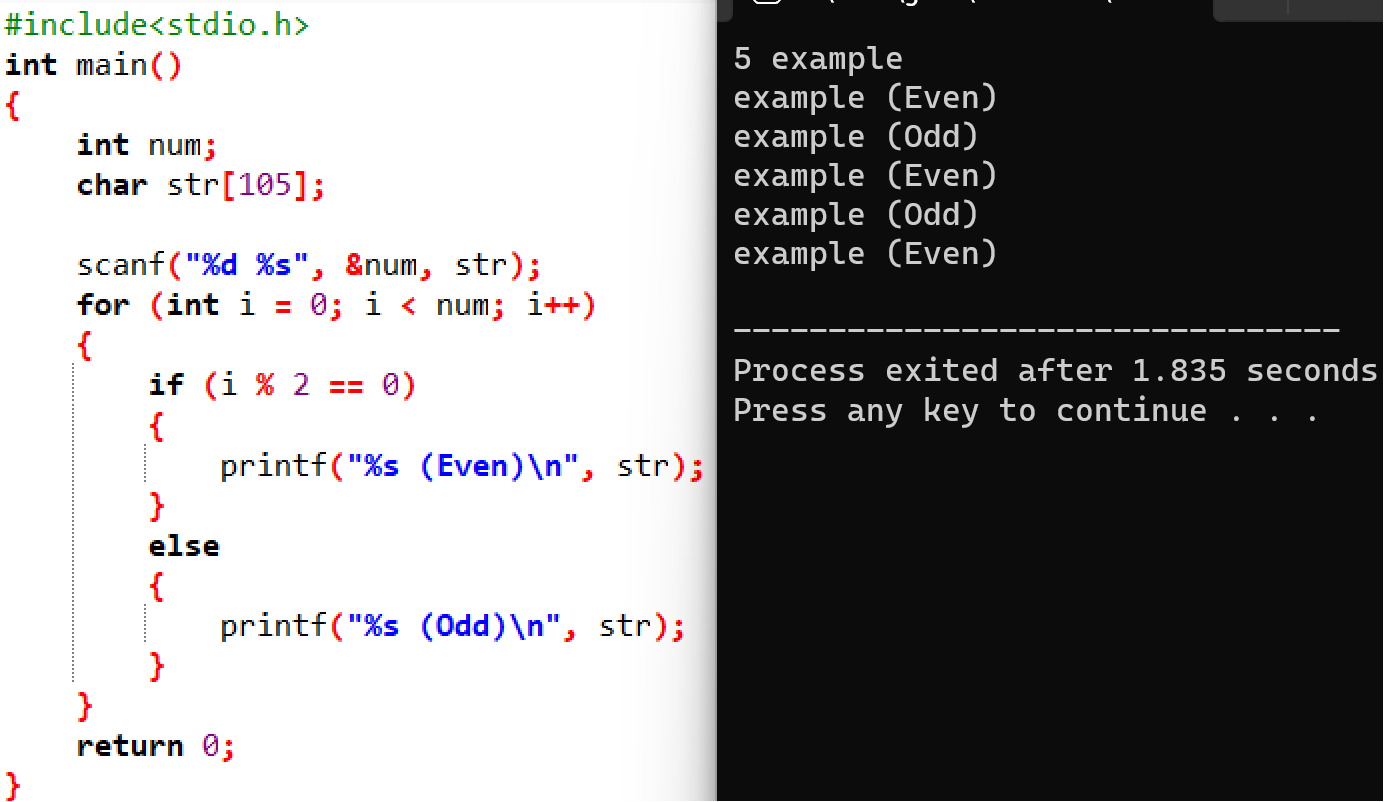 #include<stdio.h>
int main()
{
    int num;
    char str[105];

    scanf("%d %s", &num, str);
    for (int i = 0; i < num; i++)
    {
        if (i % 2 == 0)
        {
            printf("%s (Even)\n", str);
        }
        else
        {
            printf("%s (Odd)\n", str);
        }
    }
    return 0;
}
5 example
example (Even)
example (Odd)
example (Even)
example (Odd)
example (Even)

--------------------------------
Process exited after 1.835 seconds
Press any key to continue . . .